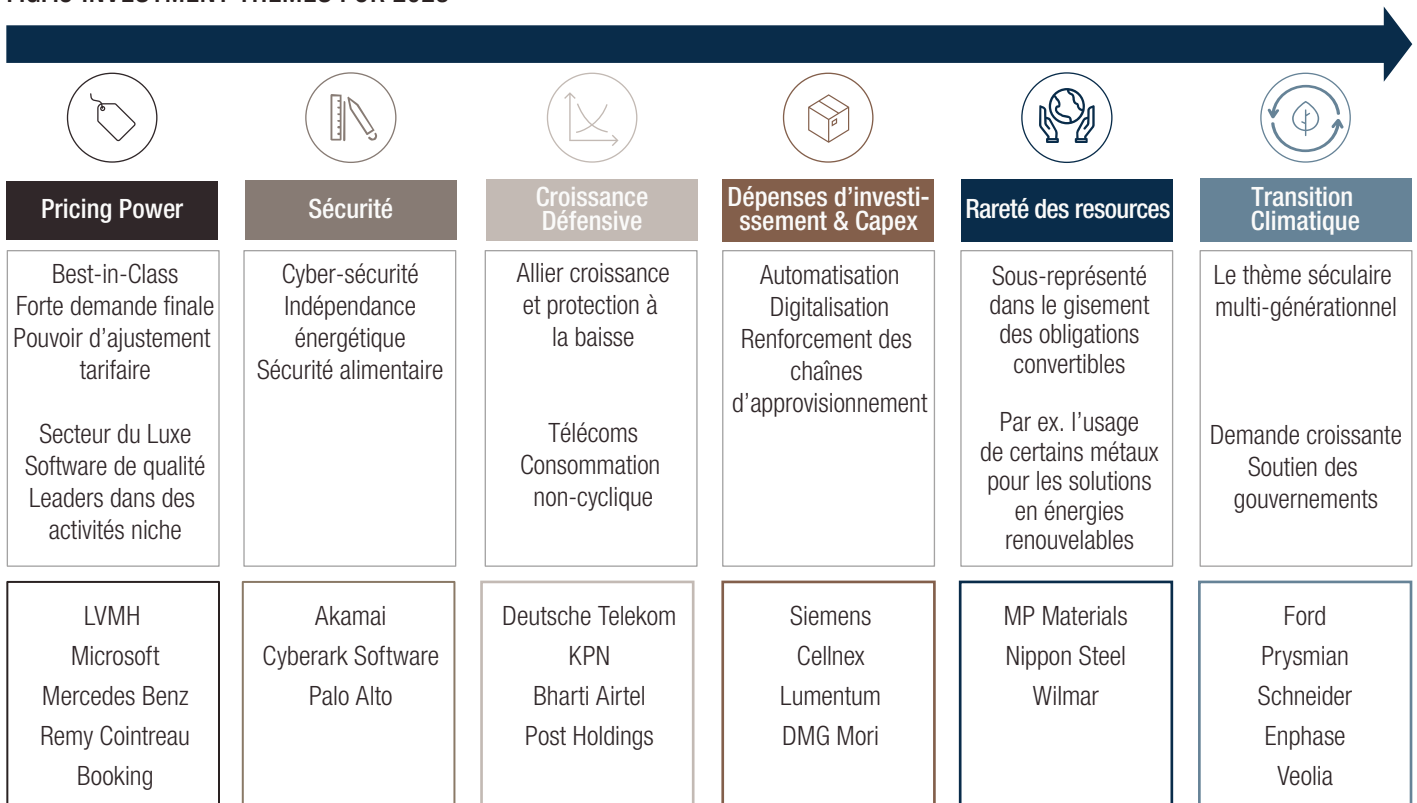 INVESTMENT THEMES FOR 2023
Pricing Power
Best-in-Class
Forte demande finale
Pouvoir d'ajustement
tarifaire
Secteur du Luxe
Software de qualité
Leaders dans des
activités niche
LVMH
Microsoft
Mercedes Benz
Remy Cointreau
Booking
Sécurité
Cyber-sécurité
Indépendance
énergétique
Sécurité alimentaire
Akamai
Cyberark Software
Palo Alto
Croissance
Défensive
Allier croissance
et protection à
la baisse
Télécoms
Consommation
non-cyclique
Deutsche Telekom
KPN
Bharti Airtel
Post Holdings
Dépenses d'investi-
ssement & Capex
Automatisation
Digitalisation
Renforcement des
chaînes
d'approvisionnement
Siemens
Cellnex
Lumentum
DMG Mori
Rareté des resources
Sous-représenté
dans le gisement
des obligations
convertibles
Par ex. l'usage
de certains métaux
pour les solutions
en énergies
renouvelables
MP Materials
Nippon Steel
Wilmar
Transition
Climatique
Le thème séculaire
multi-générationnel
Demande croissante
Soutien des
gouvernements
Ford
Prysmian
Schneider
Enphase
Veolia